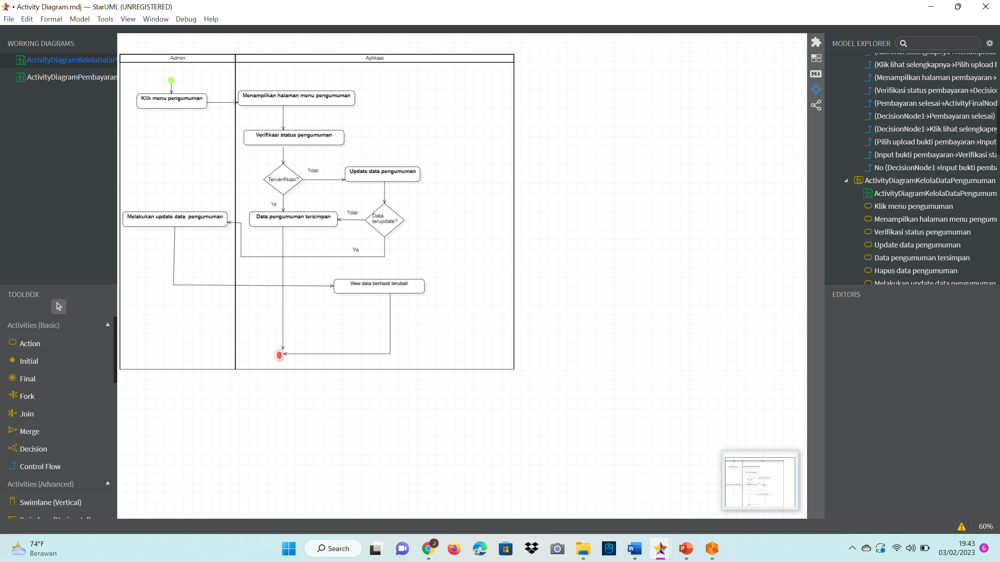 • Activity Diagram.mdj — StarUML (UNREGISTERED)
File Edit Format Model Tools View Window Debug Help
WORKING DIAGRAMS
ActivityDiagramKelolaDataP
ActivityDiagramPembayaran
TOOLBOX
Activities (Basic)
Action
Initial
Final
Fork
Join
Merge
Decision
Control Flow
Activities (Advanced)
Swimlane (Vertical)
Admin
Aplikasi
Klik menu pengumuman
Menampilkan halaman menu pengumuman
Verifikasi status pengumuman
Terverifikasi?
Tidak
Update data pengumuman
Ya
Melakukan update data  pengumuman
Data pengumuman tersimpan
Tidak
Data
terupdate?
Ya
View data berhasil terubah
MODEL EXPLORER
(Klik lihat selengkapnya→Pilih upload b
(Menampilkan halaman pembayaran→
(Verifikasi status pembayaran→Decision
(Pembayaran selesai→ActivityFinalNod
(DecisionNode1→Pembayaran selesai)
(DecisionNode1→Klik lihat selengkapny
(Pilih upload bukti pembayaran→Input
(Input bukti pembayaran→Verifikasi sta
No (DecisionNode1→Input bukti pemba
ActivityDiagramKelolaDataPengumuman
ActivityDiagramKelolaDataPengumum
Klik menu pengumuman
Menampilkan halaman menu pengumu
Verifikasi status pengumuman
Update data pengumuman
Data pengumuman tersimpan
Hapus data pengumuman
Melakukan update data pengumuman
EDITORS
60%
74°F
Berawan
Search
19:43
03/02/2023
6